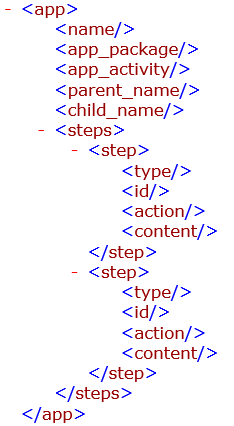 - <app>
<name/>
<app_package/>
<app_activity/>
<parent_name/>
<child_name/>
- <steps>
- <step>
<type/>
<id/>
<action/>
<content/>
</step>
- <step>
<type/>
<id/>
<action/>
<content/>
</step>
</steps>
</app>